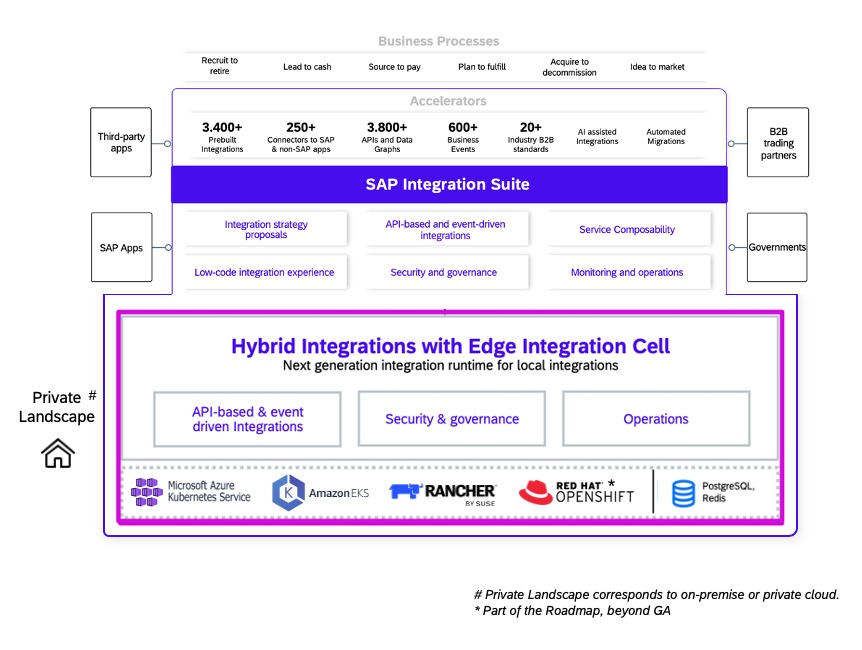 Business Processes
Recruit to
retire
Lead to cash
Source to pay
Plan to fulfill
Acquire to
decommission
Idea to market
Accelerators
3.400+
Prebuilt
Integrations
250+
Connectors to SAP
& non-SAP apps
3.800+
APIs and Data
Graphs
600+
Business
Events
20+
Industry B2B
standards
AI assisted
Integrations
Automated
Migrations
Third-party
apps
B2B
trading
partners
SAP Integration Suite
SAP Apps
Governments
Integration strategy
proposals
API-based and event-driven
integrations
Service Composability
Low-code integration experience
Security and governance
Monitoring and operations
Hybrid Integrations with Edge Integration Cell
Next generation integration runtime for local integrations
Private #
Landscape
API-based & event
driven Integrations
Security & governance
Operations
Microsoft Azure
Kubernetes Service
K
Amazon EKS
RANCHER
BY SUSE
RED HAT *
OPENSHIFT
PostgreSQL,
Redis
# Private Landscape corresponds to on-premise or private cloud.
* Part of the Roadmap, beyond GA